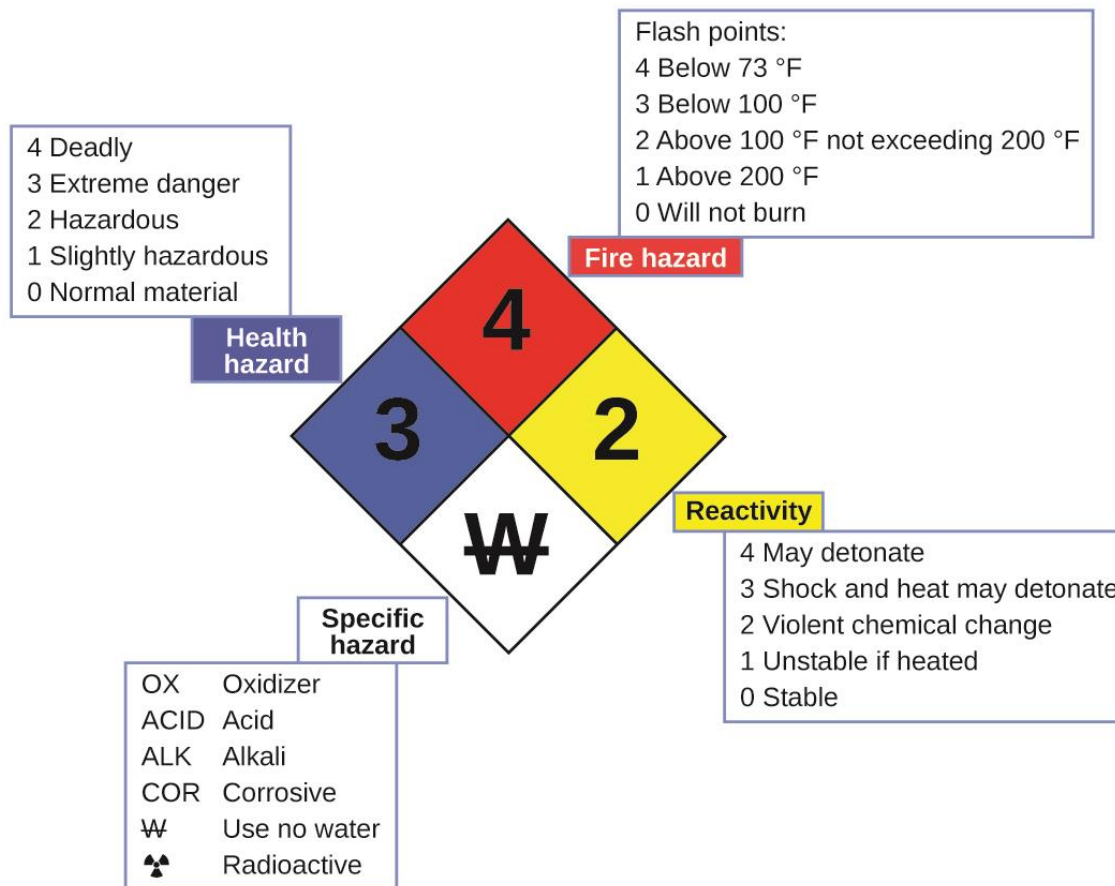 Flash points:
4 Below 73 °F
3 Below 100 °F
2 Above 100 °F not exceeding 200 °F
1 Above 200 °F
0 Will not burn
Fire hazard
4 Deadly
3 Extreme danger
2 Hazardous
1 Slightly hazardous
0 Normal material
Health
hazard
4
3
2
W
Reactivity
4 May detonate
3 Shock and heat may detonate
2 Violent chemical change
1 Unstable if heated
0 Stable
Specific
hazard
OX Oxidizer
ACID Acid
ALK Alkali
COR Corrosive
W Use no water
☢ Radioactive